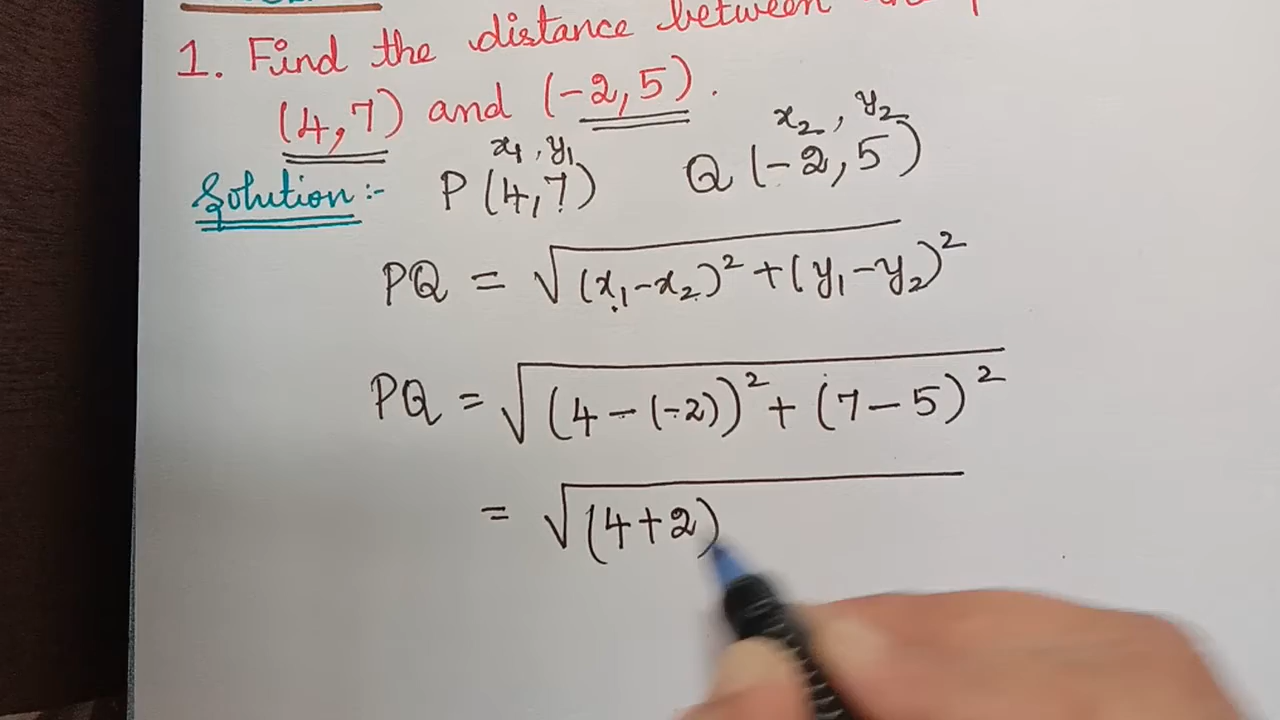 1. Find the distance between the
(4,7) and (-2,5).
x₁, y₁ x₂, y₂
Solution:- P (4,7) Q (-2,5)
PQ = √(x₁-x₂)² + (y₁-y₂)²
PQ = √(4-(-2))² + (7-5)²
= √(4+2)